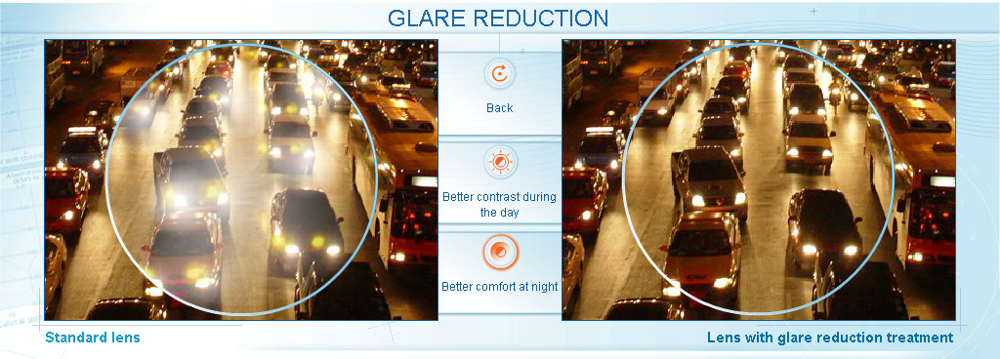 GLARE REDUCTION
Back
Better contrast during
the day
Better comfort at night
Standard lens
Lens with glare reduction treatment